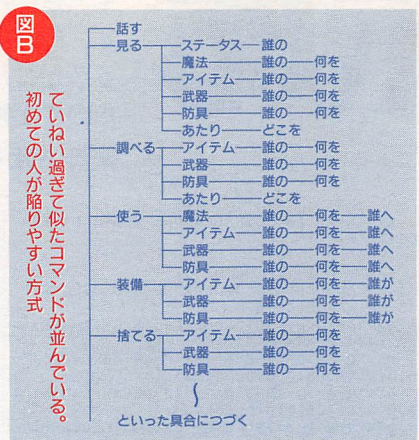 図B
ていねい過ぎて似たコマンドが並んでいる。
初めての人が陥りやすい方式
話す
見る ステータス 誰の
魔法 誰の 何を
アイテム 誰の 何を
武器 誰の 何を
防具 誰の 何を
あたり どこを
調べる アイテム 誰の 何を
武器 誰の 何を
防具 誰の 何を
あたり どこを
使う 魔法 誰の 何を 誰へ
アイテム 誰の 何を 誰へ
武器 誰の 何を 誰へ
防具 誰の 何を 誰へ
装備 アイテム 誰の 何を 誰が
武器 誰の 何を 誰が
防具 誰の 何を 誰が
捨てる アイテム 誰の 何を
武器 誰の 何を
防具 誰の 何を
といった具合につづく